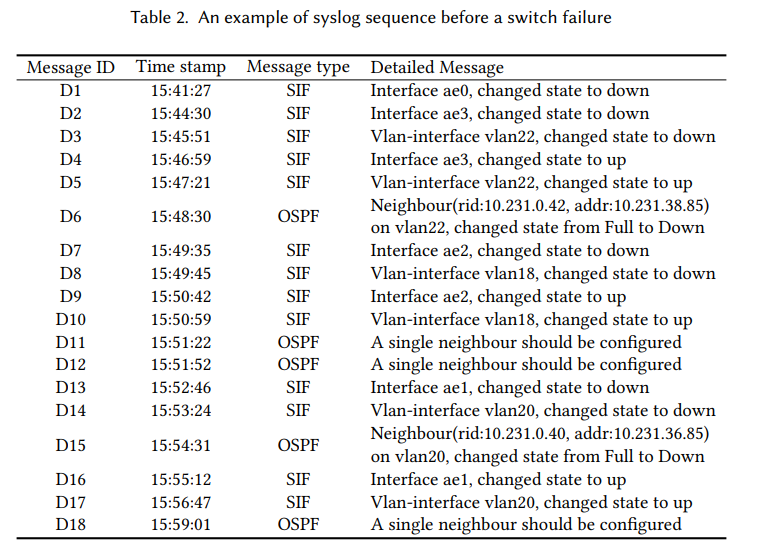 Table 2. An example of syslog sequence before a switch failure
Message ID Time stamp Message type Detailed Message
D1 15:41:27 SIF Interface ae0, changed state to down
D2 15:44:30 SIF Interface ae3, changed state to down
D3 15:45:51 SIF Vlan-interface vlan22, changed state to down
D4 15:46:59 SIF Interface ae3, changed state to up
D5 15:47:21 SIF Vlan-interface vlan22, changed state to up
D6 15:48:30 OSPF Neighbour(rid:10.231.0.42, addr:10.231.38.85)
on vlan22, changed state from Full to Down
D7 15:49:35 SIF Interface ae2, changed state to down
D8 15:49:45 SIF Vlan-interface vlan18, changed state to down
D9 15:50:42 SIF Interface ae2, changed state to up
D10 15:50:59 SIF Vlan-interface vlan18, changed state to up
D11 15:51:22 OSPF A single neighbour should be configured
D12 15:51:52 OSPF A single neighbour should be configured
D13 15:52:46 SIF Interface ae1, changed state to down
D14 15:53:24 SIF Vlan-interface vlan20, changed state to down
D15 15:54:31 OSPF Neighbour(rid:10.231.0.40, addr:10.231.36.85)
on vlan20, changed state from Full to Down
D16 15:55:12 SIF Interface ae1, changed state to up
D17 15:56:47 SIF Vlan-interface vlan20, changed state to up
D18 15:59:01 OSPF A single neighbour should be configured